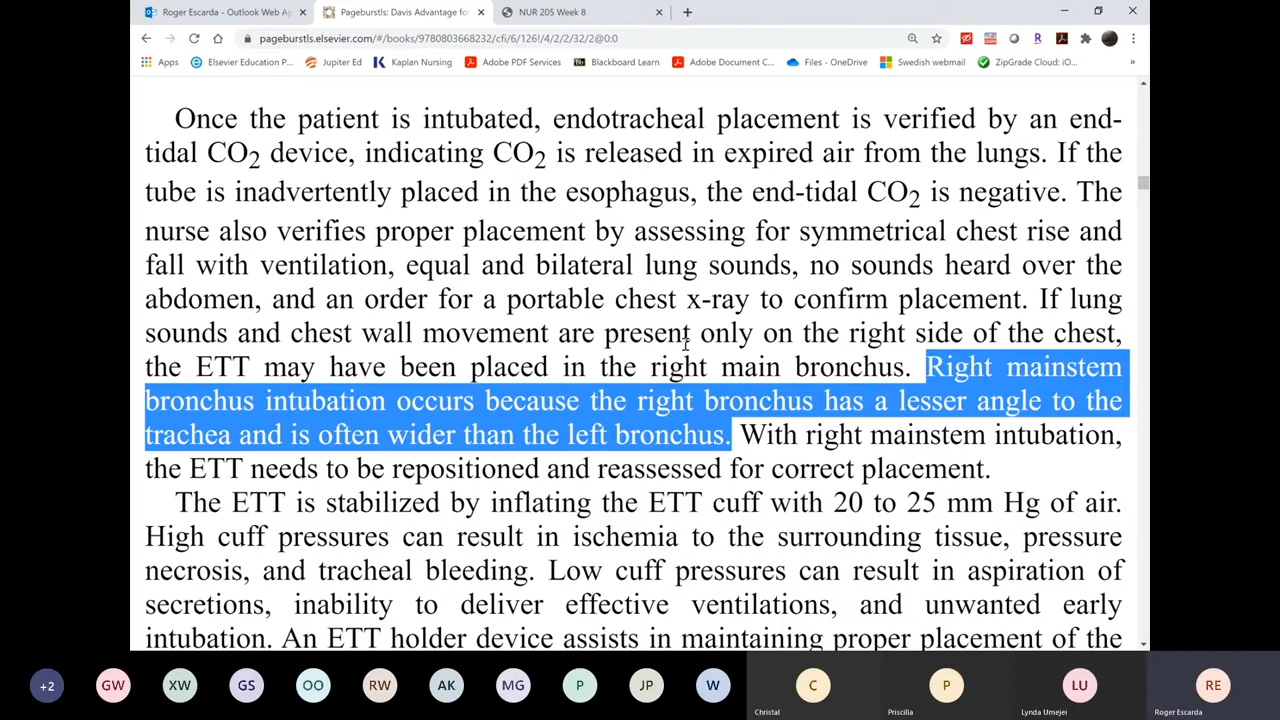 Roger Escarda - Outlook Web Ap
Pageburstls: Davis Advantage for
NUR 205 Week 8
pageburstls.elsevier.com/#/books/9780803668232/cfi/6/126!/4/2/2/32/2@0:0
Apps
Elsevier Education P...
Jupiter Ed
Kaplan Nursing
Adobe PDF Services
Blackboard Learn
Adobe Document C...
Files - OneDrive
Swedish webmail
ZipGrade Cloud: iO...
Once the patient is intubated, endotracheal placement is verified by an end-
tidal CO2 device, indicating CO2 is released in expired air from the lungs. If the
tube is inadvertently placed in the esophagus, the end-tidal CO2 is negative. The
nurse also verifies proper placement by assessing for symmetrical chest rise and
fall with ventilation, equal and bilateral lung sounds, no sounds heard over the
abdomen, and an order for a portable chest x-ray to confirm placement. If lung
sounds and chest wall movement are present only on the right side of the chest,
the ETT may have been placed in the right main bronchus. Right mainstem
bronchus intubation occurs because the right bronchus has a lesser angle to the
trachea and is often wider than the left bronchus. With right mainstem intubation,
the ETT needs to be repositioned and reassessed for correct placement.
The ETT is stabilized by inflating the ETT cuff with 20 to 25 mm Hg of air.
High cuff pressures can result in ischemia to the surrounding tissue, pressure
necrosis, and tracheal bleeding. Low cuff pressures can result in aspiration of
secretions, inability to deliver effective ventilations, and unwanted early
intubation. An ETT holder device assists in maintaining proper placement of the
+2
GW
XW
GS
OO
RW
AK
MG
P
JP
W
C
P
LU
RE
Christal
Priscilla
Lynda Umejei
Roger Escarda